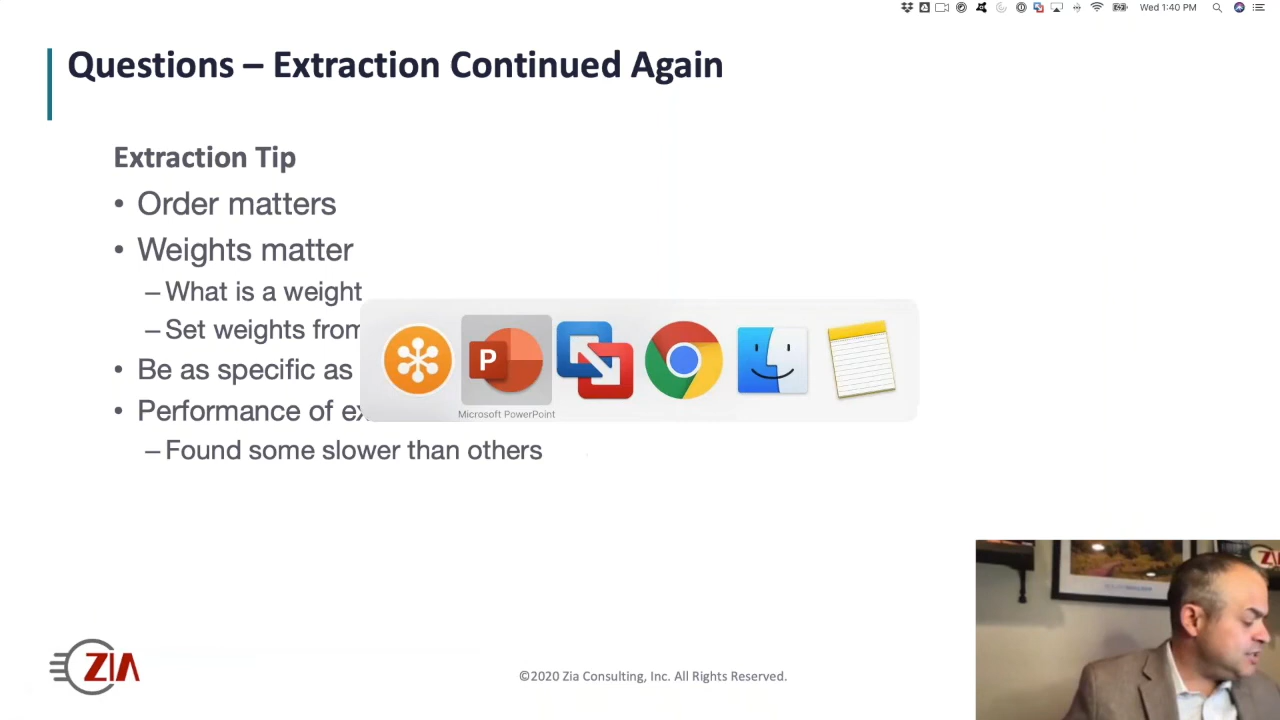 Wed 1:40 PM
Questions – Extraction Continued Again
Extraction Tip
• Order matters
• Weights matter
– What is a weight
– Set weights from
• Be as specific as
• Performance of ex
– Found some slower than others
P
Microsoft PowerPoint
ZIA
ZIA
©2020 Zia Consulting, Inc. All Rights Reserved.